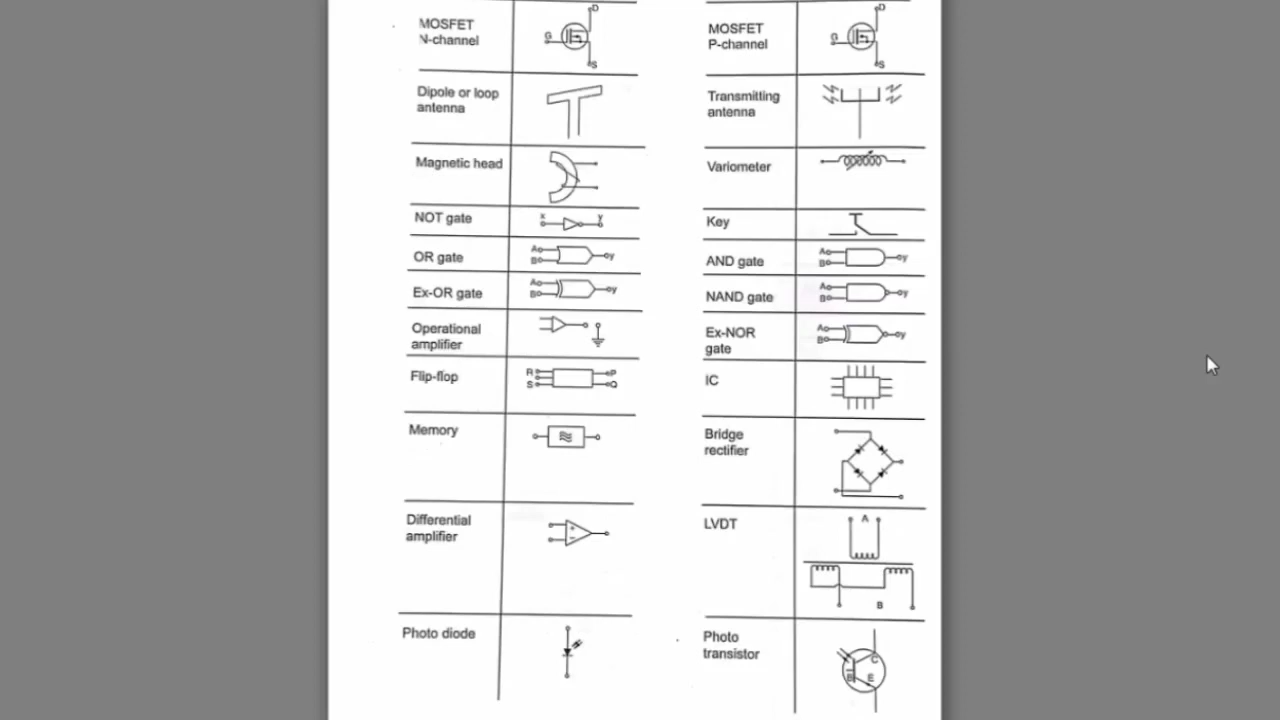 MOSFET
N-channel
D
G
S
MOSFET
P-channel
D
G
S
Dipole or loop
antenna
Transmitting
antenna
Magnetic head
Variometer
NOT gate
x
y
Key
OR gate
A
B
y
AND gate
A
B
y
Ex-OR gate
A
B
y
NAND gate
A
B
y
Operational
amplifier
Ex-NOR
gate
A
B
y
Flip-flop
R
S
P
Q
IC
Memory
Bridge
rectifier
Differential
amplifier
+
−
LVDT
A
B
Photo diode
Photo
transistor
C
B
E